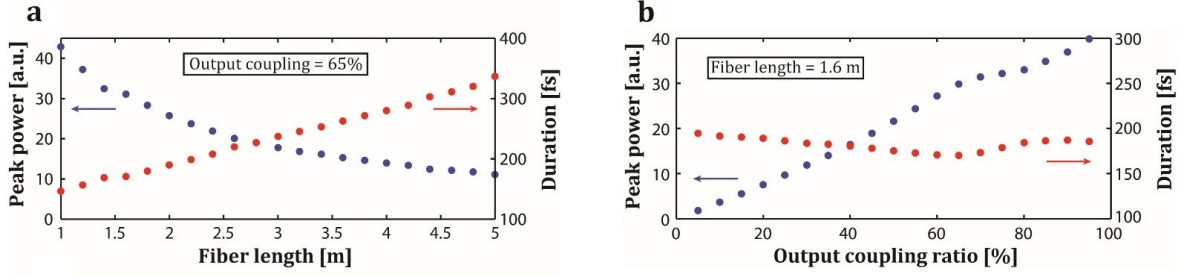 a
Peak power [a.u.]
40
30
20
10
0
Output coupling = 65%
400
300
200
100
Duration [fs]
1 1.5 2 2.5 3 3.5 4 4.5 5
Fiber length [m]
b
Peak power [a.u.]
40
30
20
10
0
Fiber length = 1.6 m
300
250
200
150
100
Duration [fs]
0 20 40 60 80 100
Output coupling ratio [%]